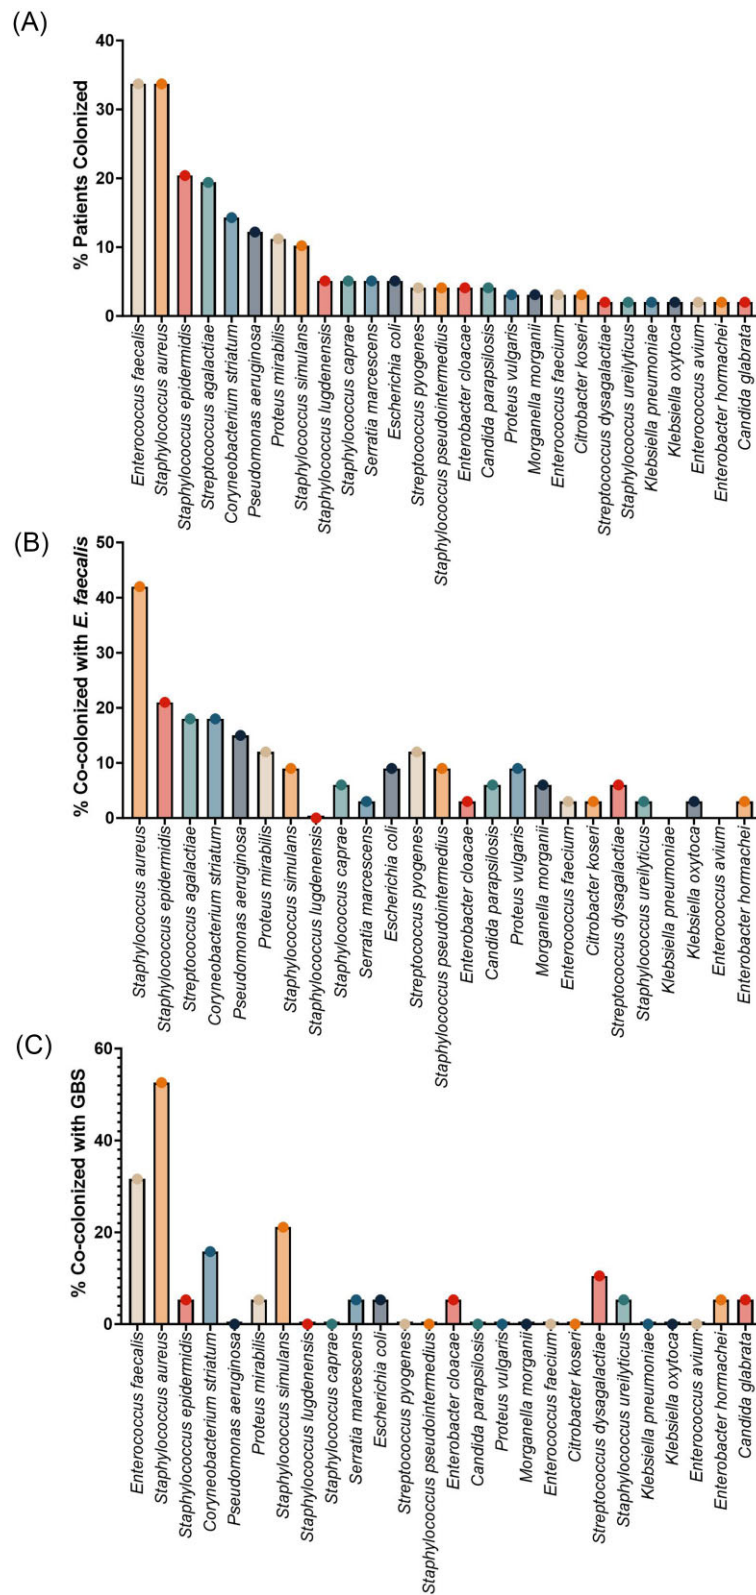 (A)
% Patients Colonized
40
30
20
10
0
Enterococcus faecalis
Staphylococcus aureus
Staphylococcus epidermidis
Streptococcus agalactiae
Corynebacterium striatum
Pseudomonas aeruginosa
Proteus mirabilis
Staphylococcus simulans
Staphylococcus lugdenensis
Staphylococcus caprae
Serratia marcescens
Escherichia coli
Streptococcus pyogenes
Staphylococcus pseudointermedius
Enterobacter cloacae
Candida parapsilosis
Proteus vulgaris
Morganella morganii
Enterococcus faecium
Citrobacter koseri
Streptococcus dysagalactiae
Staphylococcus ureilyticus
Klebsiella pneumoniae
Klebsiella oxytoca
Enterococcus avium
Enterobacter hormachei
Candida glabrata
(B)
% Co-colonized with E. faecalis
50
40
30
20
10
0
Staphylococcus aureus
Staphylococcus epidermidis
Streptococcus agalactiae
Corynebacterium striatum
Pseudomonas aeruginosa
Proteus mirabilis
Staphylococcus simulans
Staphylococcus lugdenensis
Staphylococcus caprae
Serratia marcescens
Escherichia coli
Streptococcus pyogenes
Staphylococcus pseudointermedius
Enterobacter cloacae
Candida parapsilosis
Proteus vulgaris
Morganella morganii
Enterococcus faecium
Citrobacter koseri
Streptococcus dysagalactiae
Staphylococcus ureilyticus
Klebsiella pneumoniae
Klebsiella oxytoca
Enterococcus avium
Enterobacter hormachei
(C)
% Co-colonized with GBS
60
40
20
0
Enterococcus faecalis
Staphylococcus aureus
Staphylococcus epidermidis
Corynebacterium striatum
Pseudomonas aeruginosa
Proteus mirabilis
Staphylococcus simulans
Staphylococcus lugdenensis
Staphylococcus caprae
Serratia marcescens
Escherichia coli
Streptococcus pyogenes
Staphylococcus pseudointermedius
Enterobacter cloacae
Candida parapsilosis
Proteus vulgaris
Morganella morganii
Enterococcus faecium
Citrobacter koseri
Streptococcus dysagalactiae
Staphylococcus ureilyticus
Klebsiella pneumoniae
Klebsiella oxytoca
Enterococcus avium
Enterobacter hormachei
Candida glabrata